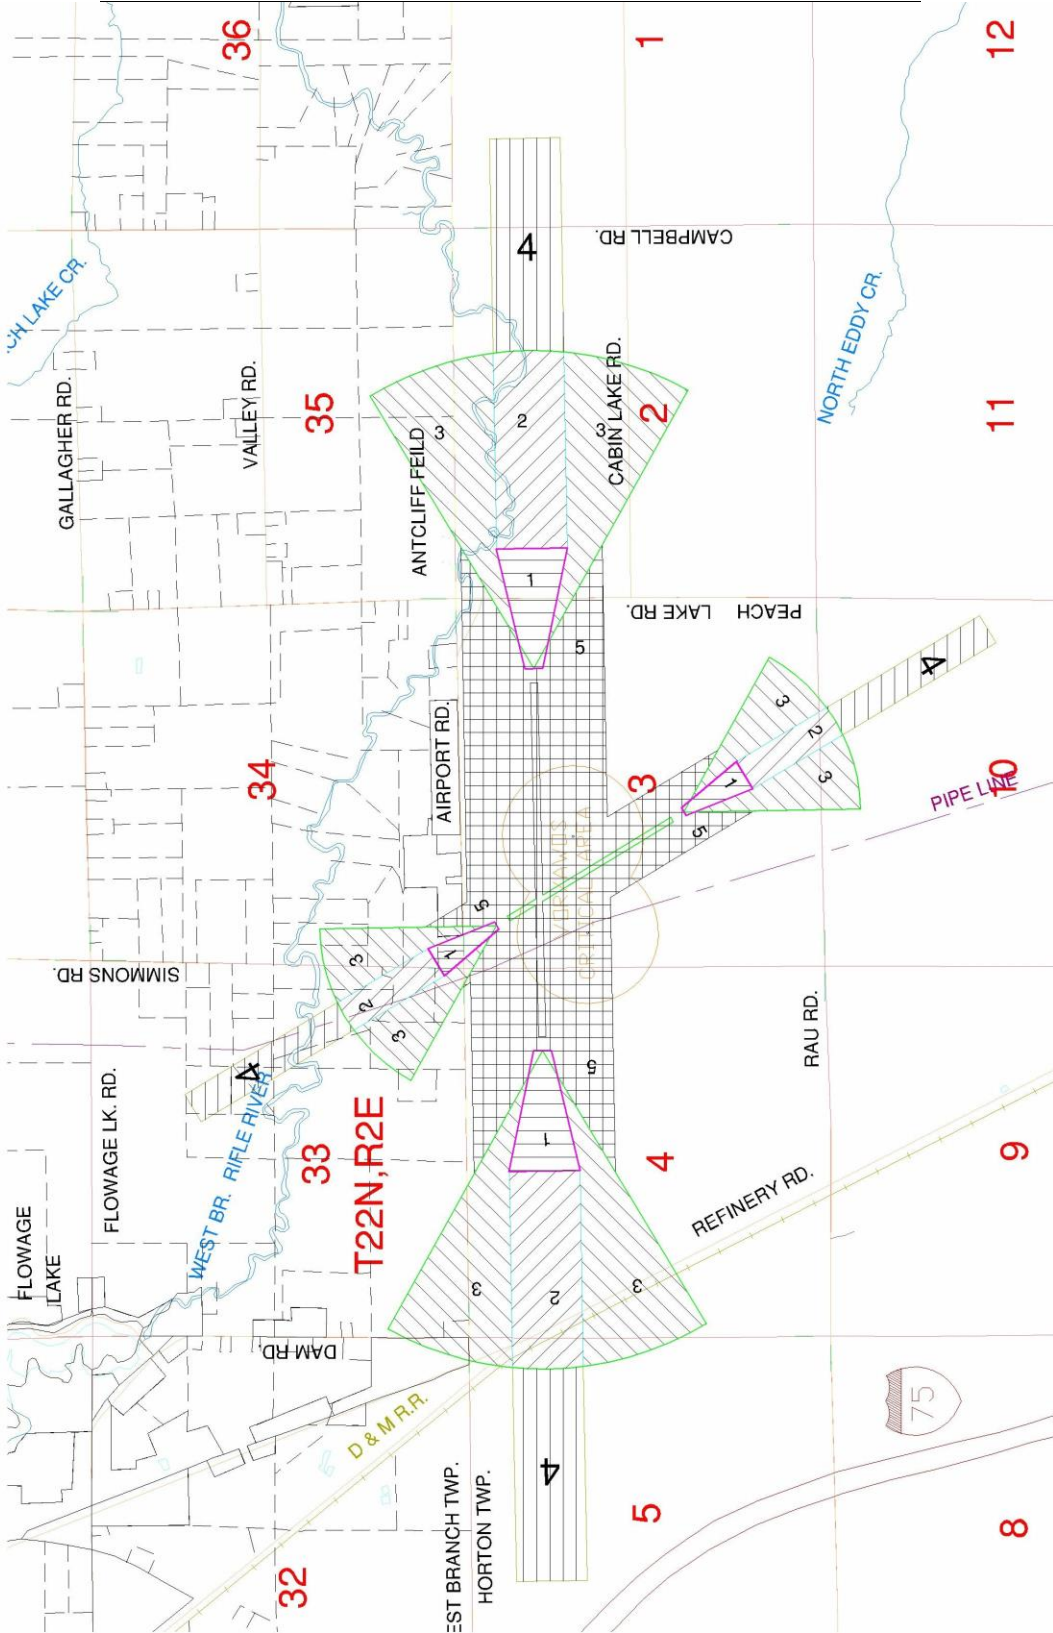 36
1
12
CAMPBELL RD.
4
CH LAKE CR.
GALLAGHER RD.
VALLEY RD.
35
ANTCLIFF FEILD
3
2
3
CABIN LAKE RD.
2
NORTH EDDY CR.
11
1
5
PEACH LAKE RD.
4
34
AIRPORT RD.
3
3
2
3
1
5
10
PIPE LINE
CRITICAL AREA
5
1
3
2
3
4
SIMMONS RD.
RAU RD.
FLOWAGE LK. RD.
WEST BR. RIFLE RIVER
33
T22N,R2E
5
1
4
9
REFINERY RD.
FLOWAGE
LAKE
3
2
3
DAM RD.
D & M R.R.
75
4
EST BRANCH TWP.
HORTON TWP.
5
8
32